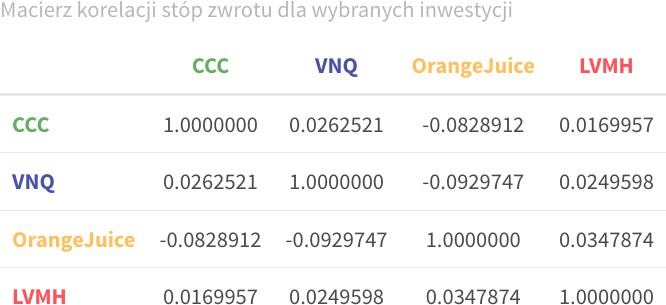 Macierz korelacji stóp zwrotu dla wybranych inwestycji
CCC VNQ OrangeJuice LVMH
CCC 1.0000000 0.0262521 -0.0828912 0.0169957
VNQ 0.0262521 1.0000000 -0.0929747 0.0249598
OrangeJuice -0.0828912 -0.0929747 1.0000000 0.0347874
LVMH 0.0169957 0.0249598 0.0347874 1.0000000